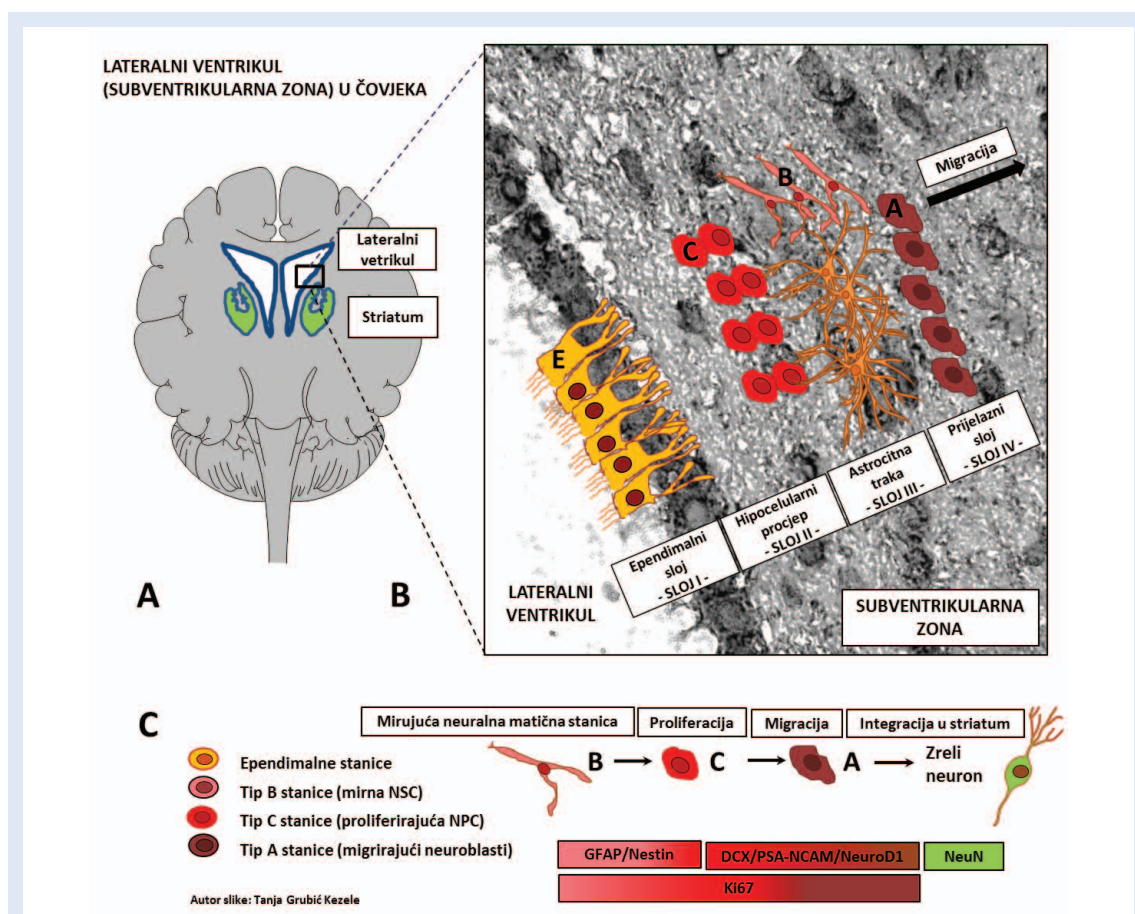 LATERALNI VENTRIKUL
(SUBVENTRIKULARNA ZONA) U ČOVJEKA
Lateralni
vetrikul
Striatum
A
B
Migracija
B
A
C
E
Ependimalni
sloj
- SLOJ I -
Hipocelularni
procjep
- SLOJ II -
Astrocitna
traka
- SLOJ III -
Prijelazni
sloj
- SLOJ IV -
LATERALNI
VENTRIKUL
SUBVENTRIKULARNA
ZONA
C
Mirujuća neuralna matična stanica
Proliferacija
Migracija
Integracija u striatum
B
C
A
Zreli
neuron
Ependimalne stanice
Tip B stanice (mirna NSC)
Tip C stanice (proliferirajuća NPC)
Tip A stanice (migrirajući neuroblasti)
GFAP/Nestin
DCX/PSA-NCAM/NeuroD1
NeuN
Ki67
Autor slike: Tanja Grubić Kezele